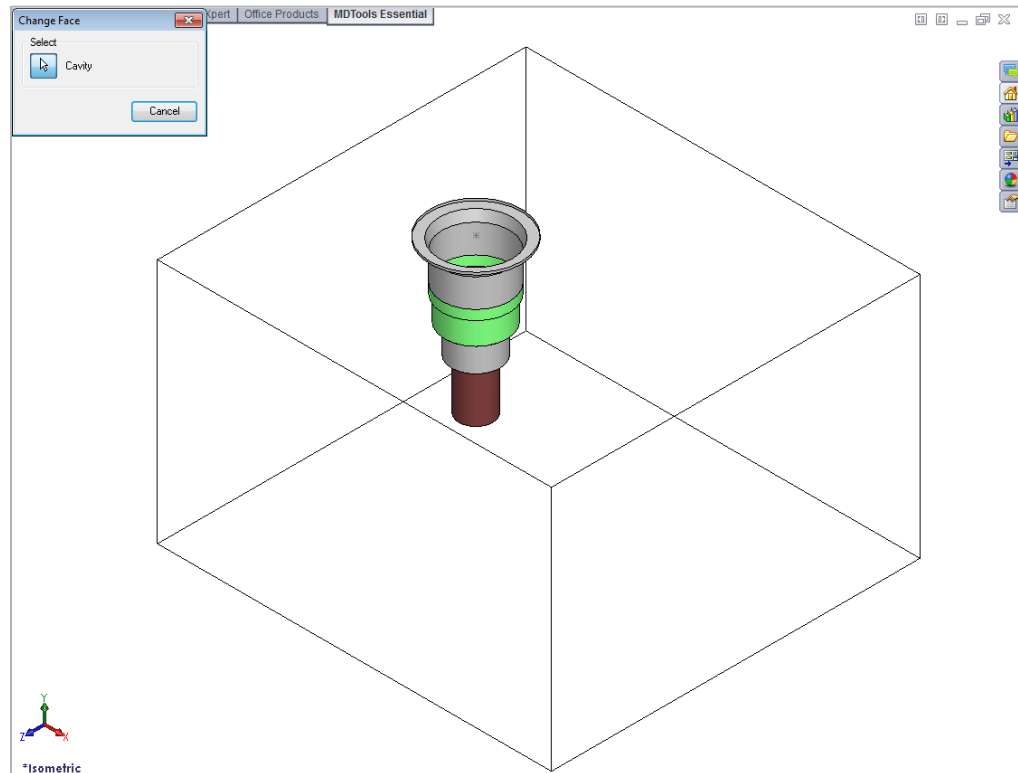 Change Face
Xpert Office Products MDTools Essential
Select
Cavity
Cancel
Y
Z X
*Isometric